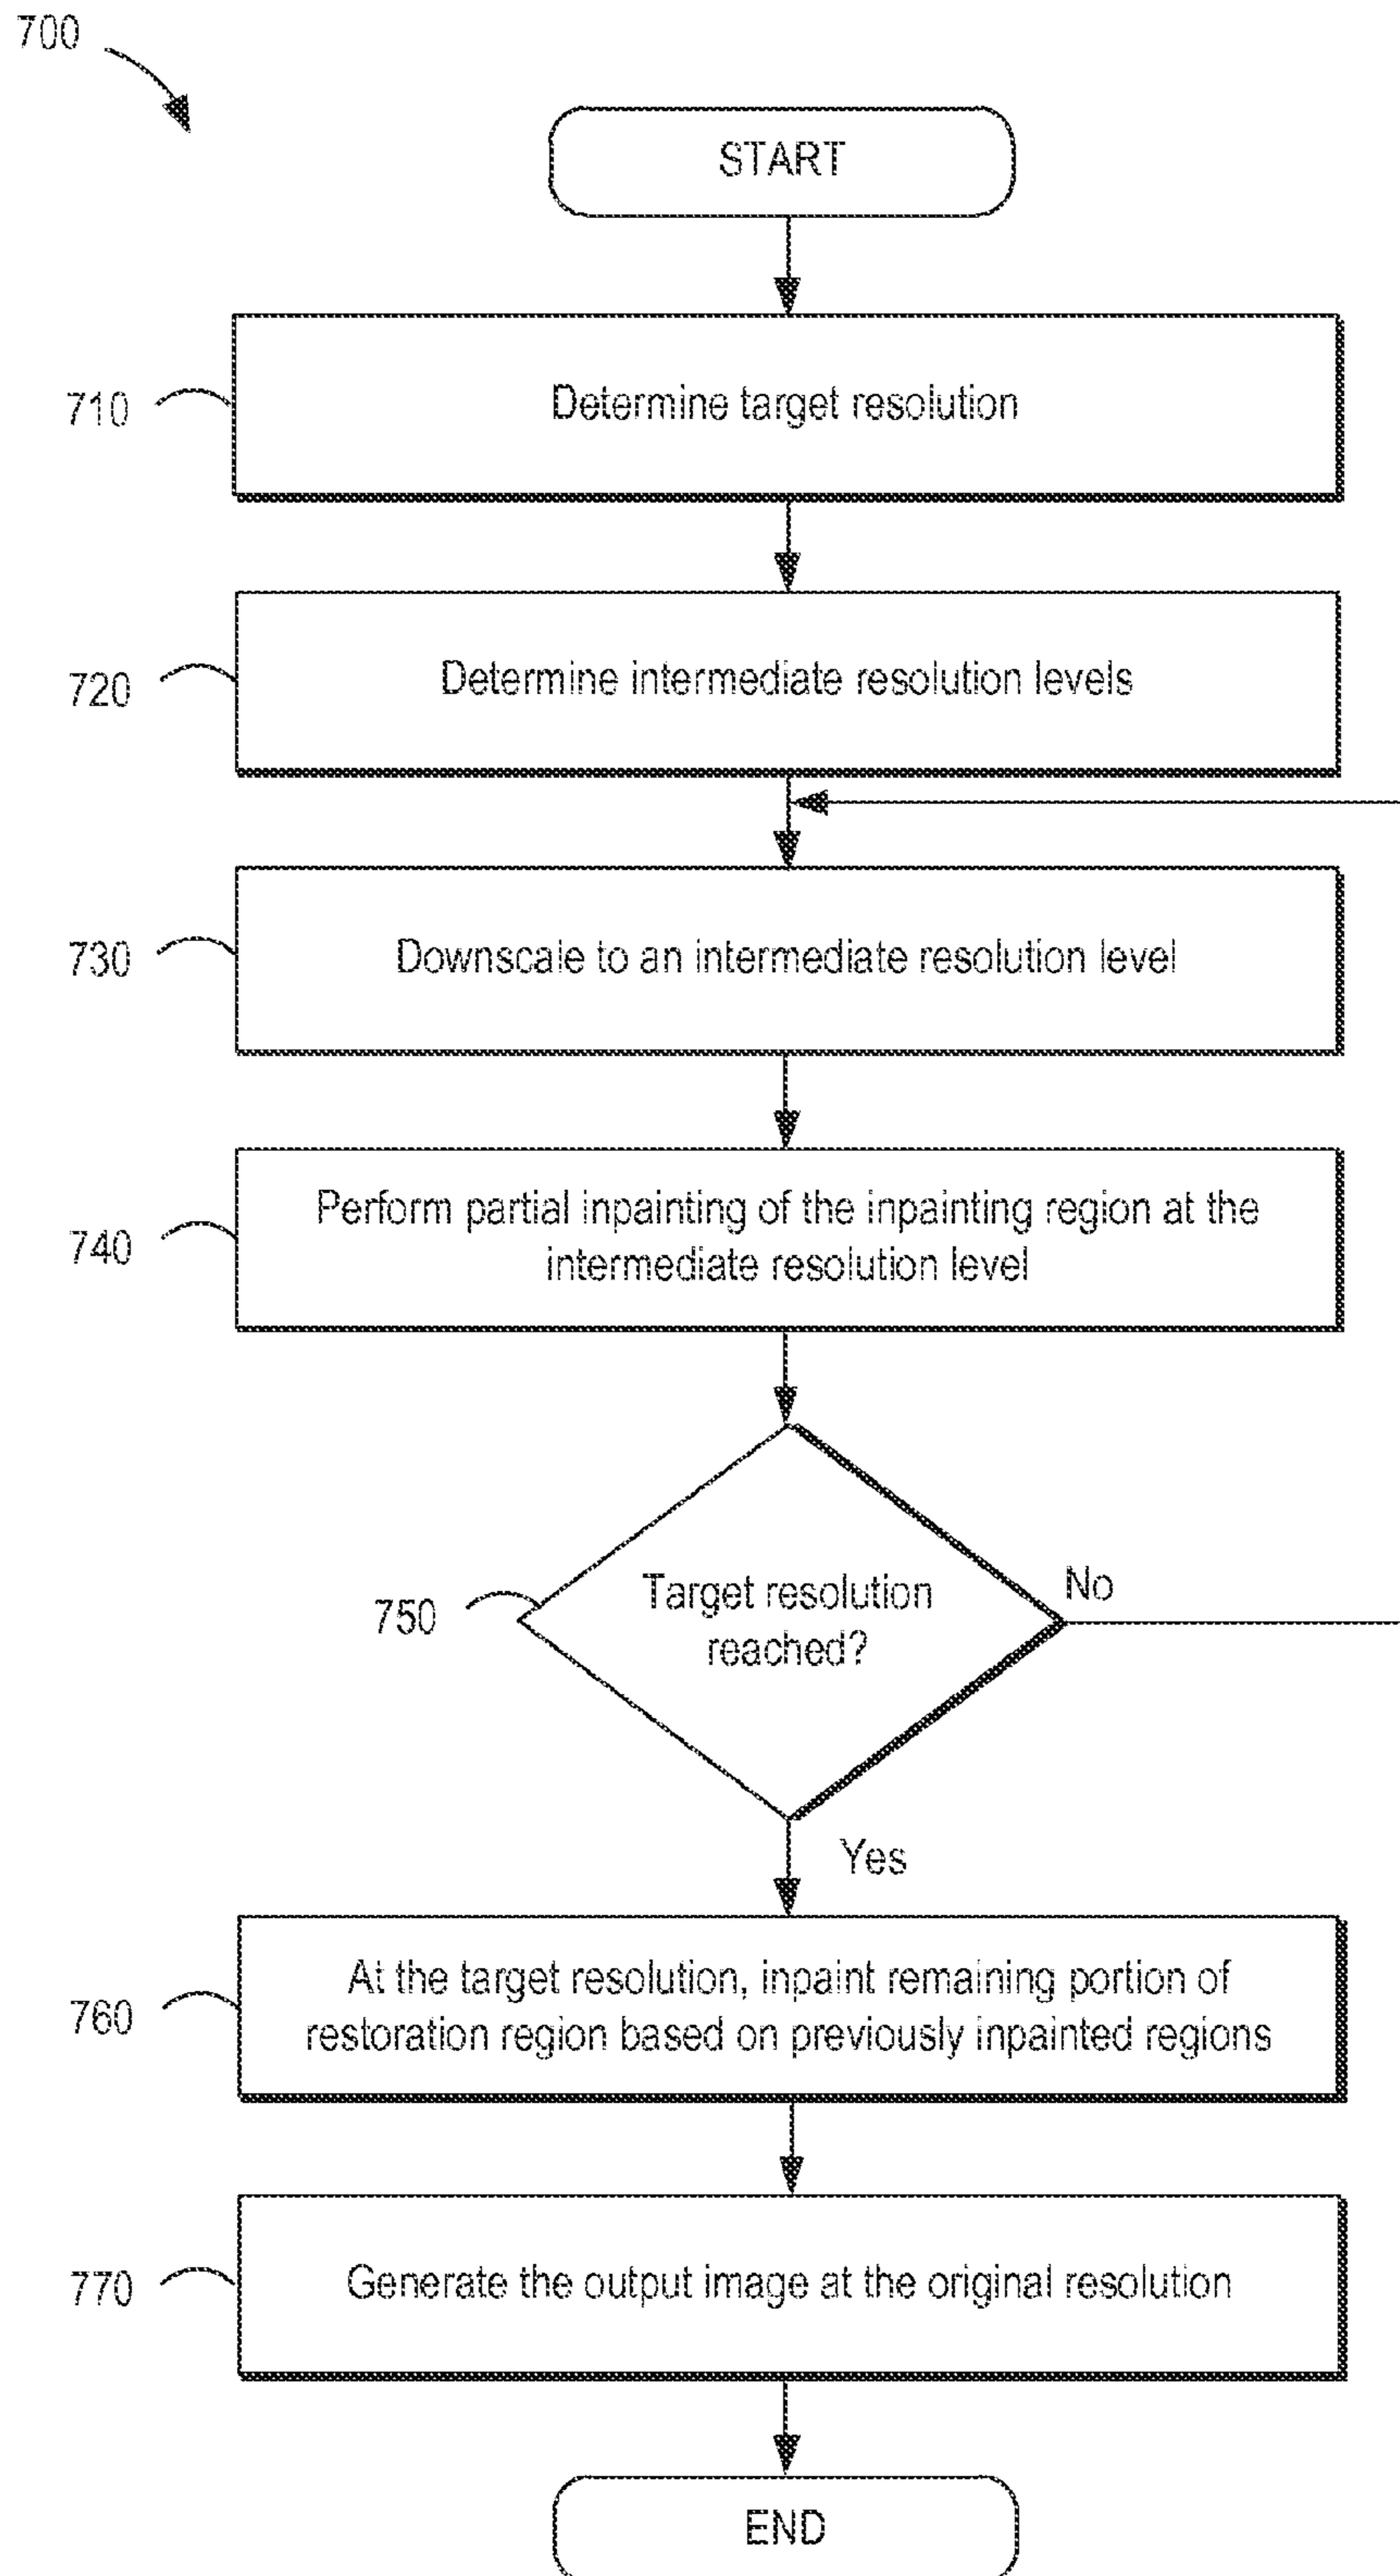 700
START
710
Determine target resolution
720
Determine intermediate resolution levels
730
Downscale to an intermediate resolution level
740
Perform partial inpainting of the inpainting region at the
intermediate resolution level
750
Target resolution
reached?
No
Yes
760
At the target resolution, inpaint remaining portion of
restoration region based on previously inpainted regions
770
Generate the output image at the original resolution
END